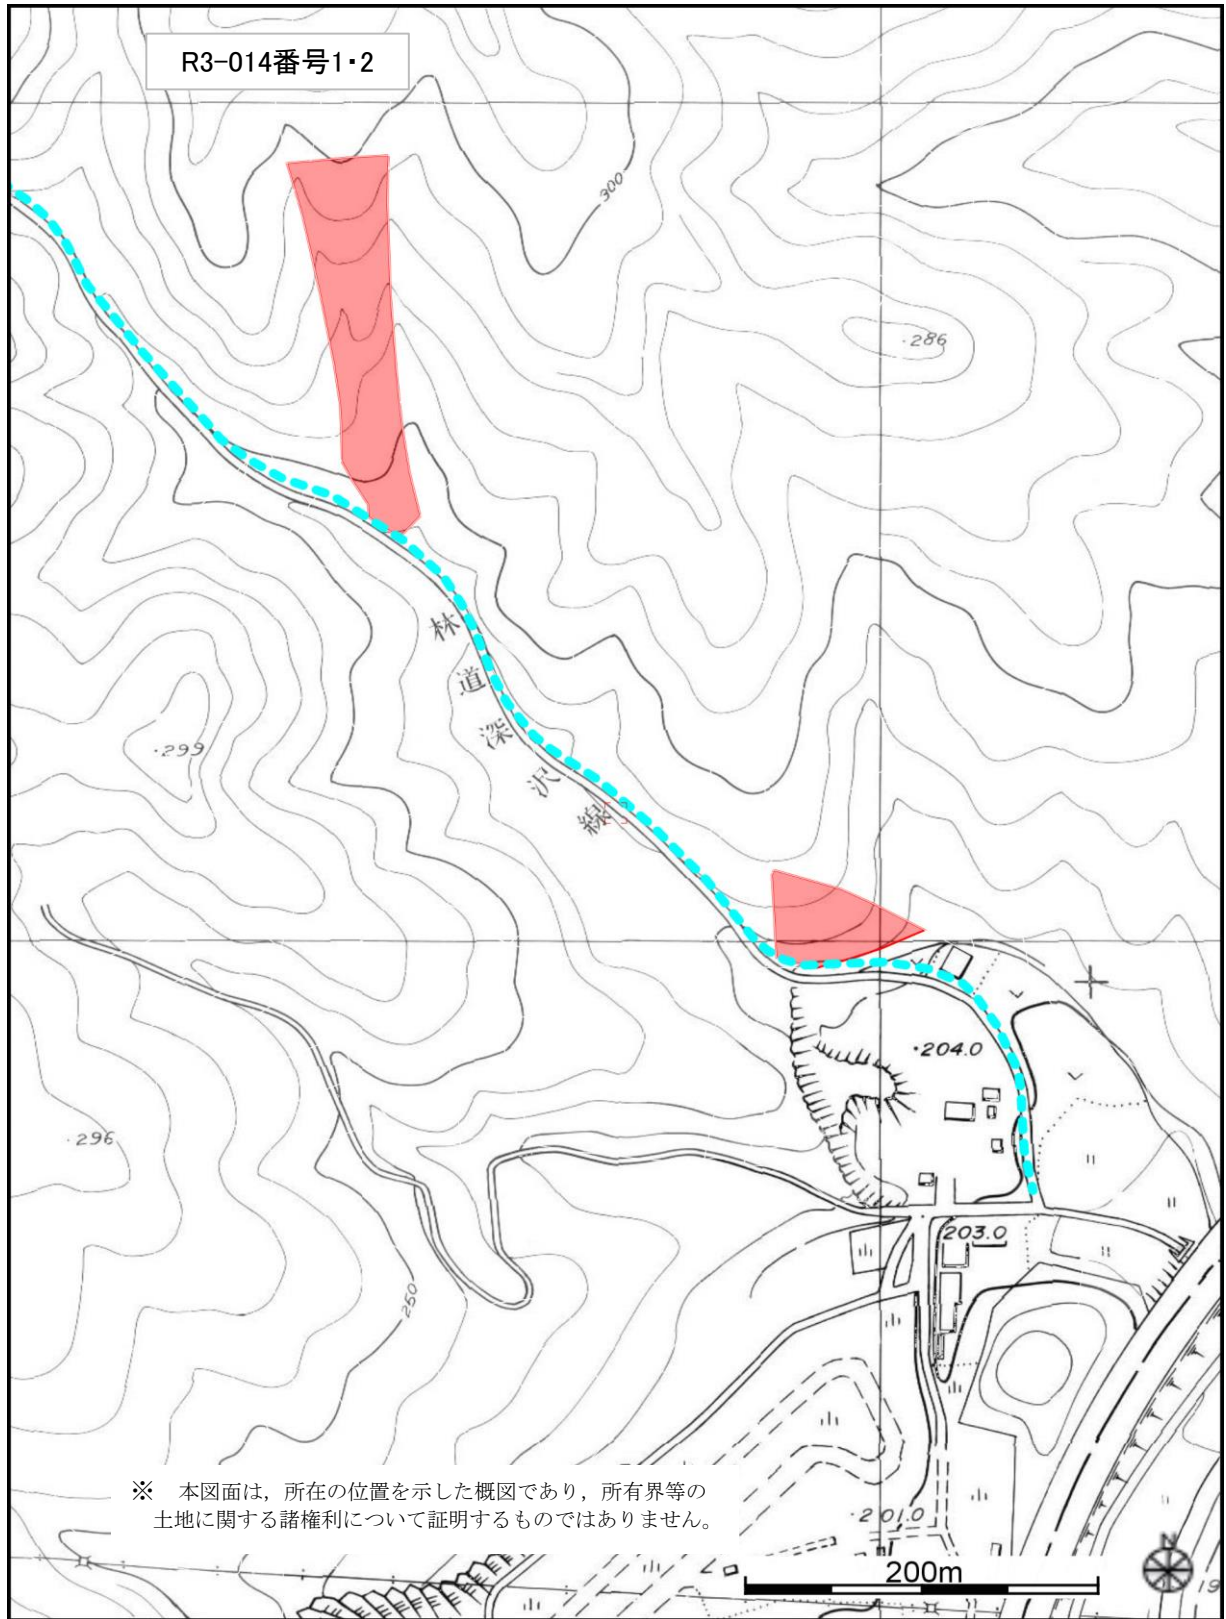 R3-014番号1・2
300
・286
林道深沢線
・299
・204.0
・296
203.0
250
※　本図面は，所在の位置を示した概図であり，所有界等の
土地に関する諸権利について証明するものではありません。
・201.0
200m
N